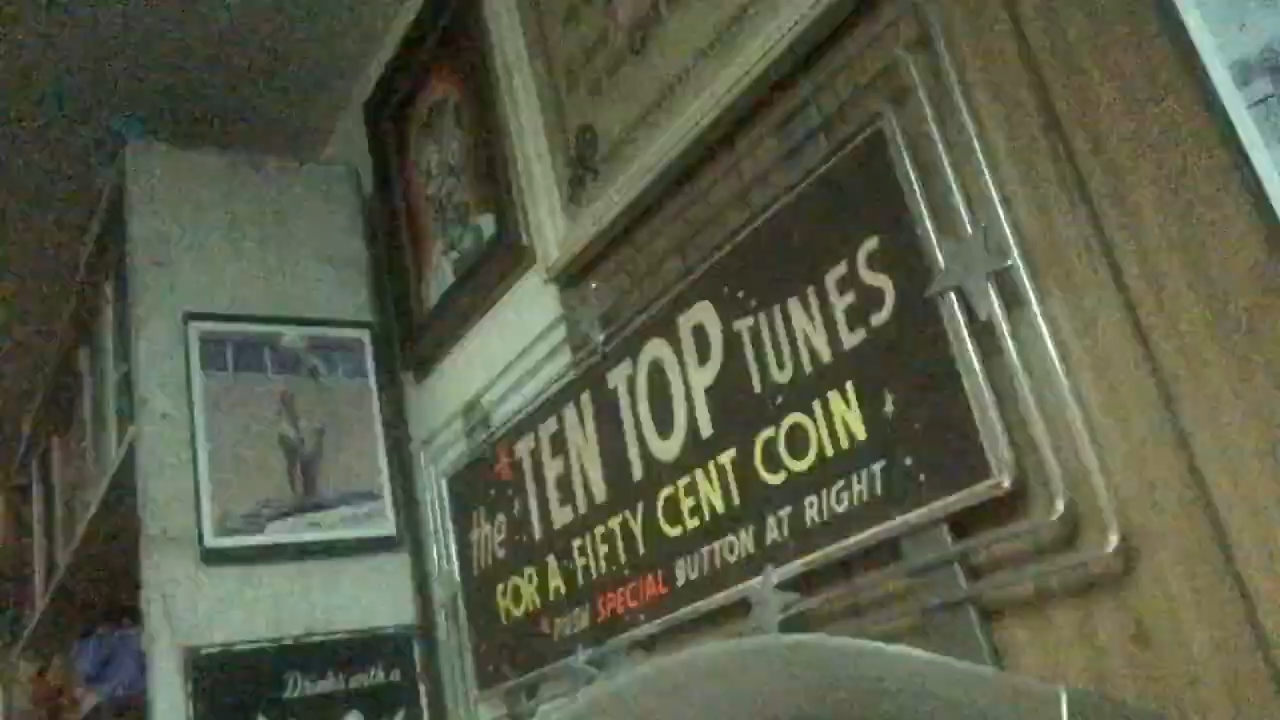 the TEN TOP TUNES
FOR A FIFTY CENT COIN
PUSH SPECIAL BUTTON AT RIGHT
Drinks with a